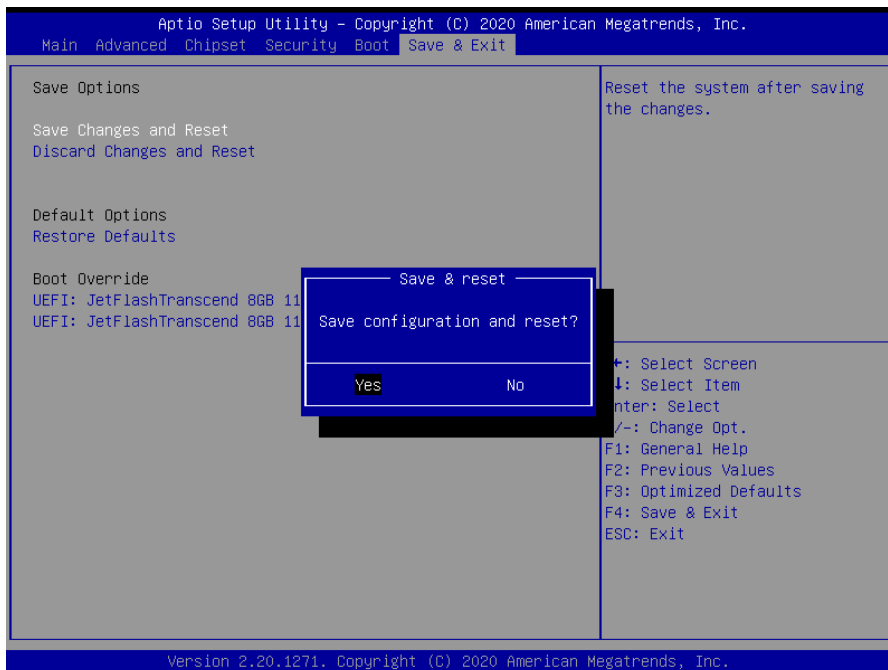 Aptio Setup Utility – Copyright (C) 2020 American Megatrends, Inc.
Main Advanced Chipset Security Boot Save & Exit
Save Options
Save Changes and Reset
Discard Changes and Reset
Default Options
Restore Defaults
Boot Override
UEFI: JetFlashTranscend 8GB 11
UEFI: JetFlashTranscend 8GB 11
Save & reset
Save configuration and reset?
Yes No
Reset the system after saving
the changes.
: Select Screen
: Select Item
nter: Select
/-: Change Opt.
F1: General Help
F2: Previous Values
F3: Optimized Defaults
F4: Save & Exit
ESC: Exit
Version 2.20.1271. Copyright (C) 2020 American Megatrends, Inc.